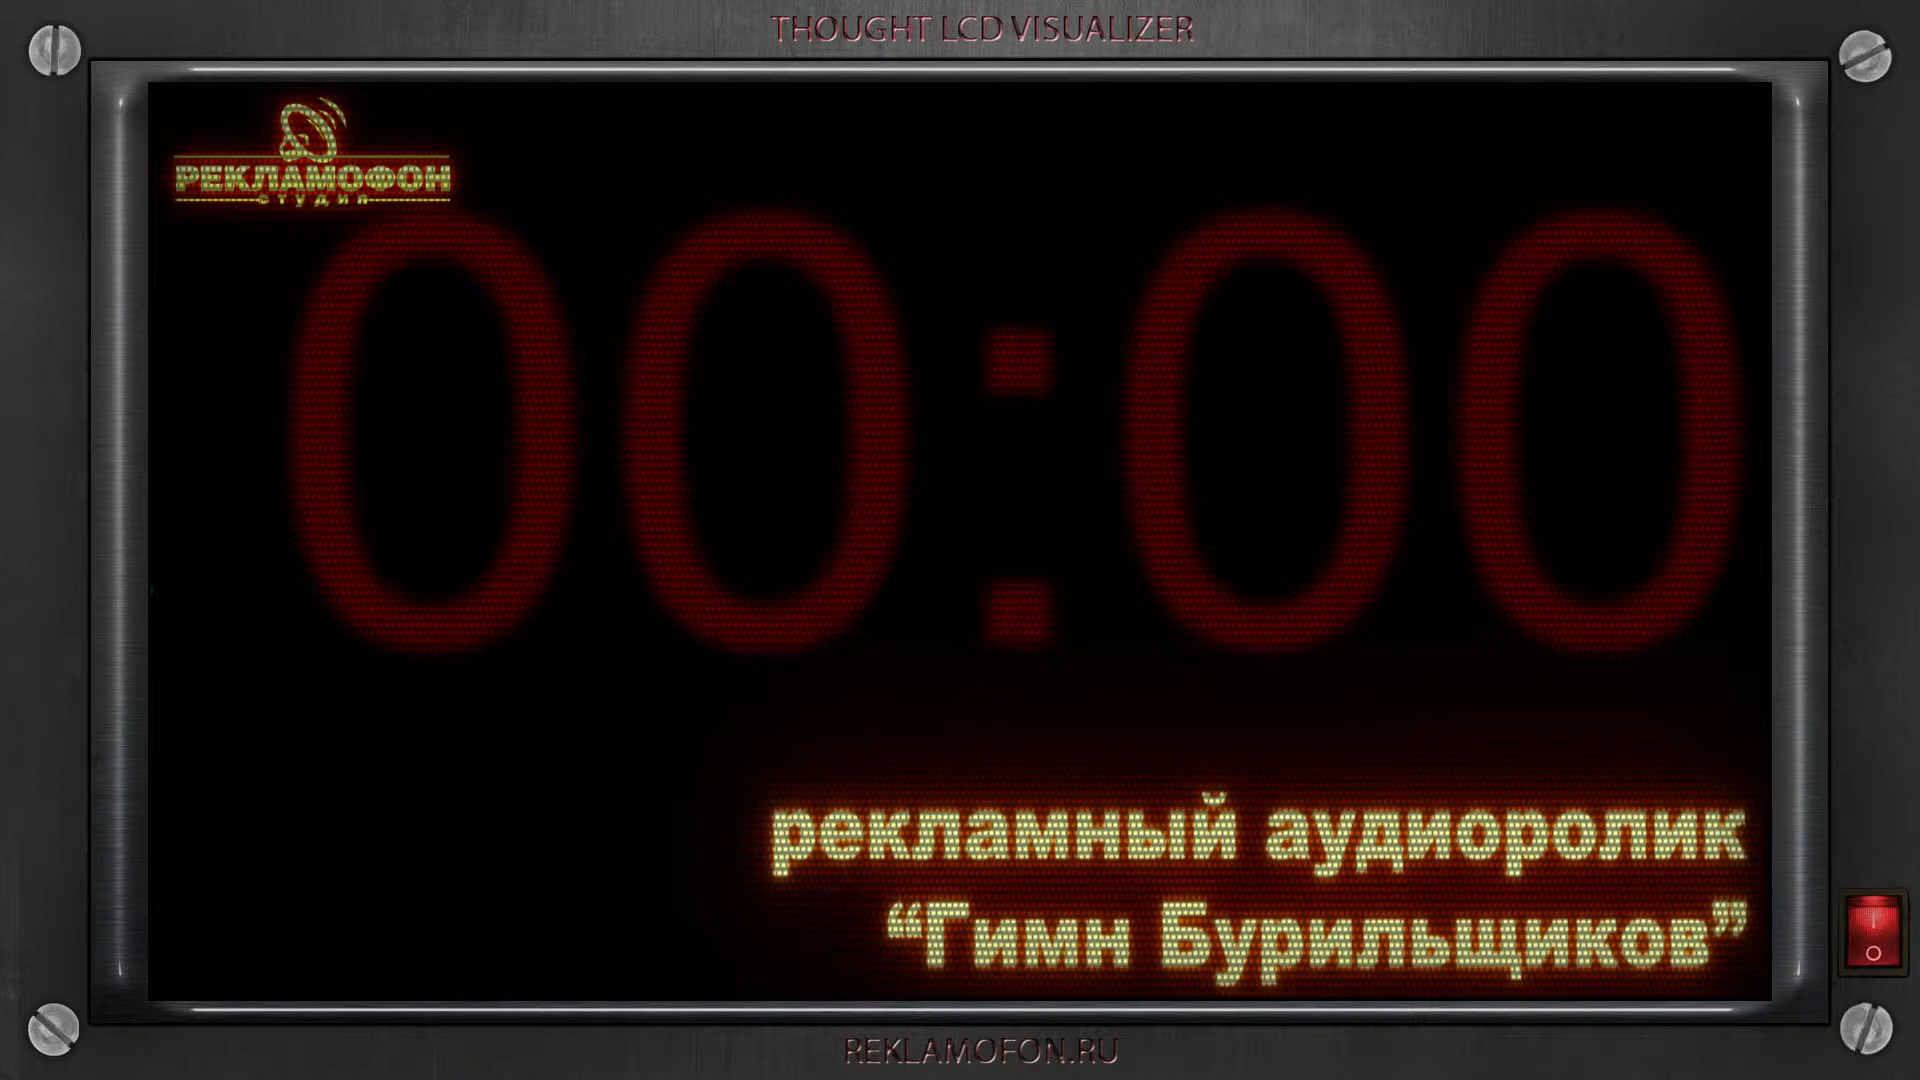 THOUGHT LCD VISUALIZER
РЕКЛАМОФОН
студия
00:00
рекламный аудиоролик
“Гимн Бурильщиков”
REKLAMOFON.RU